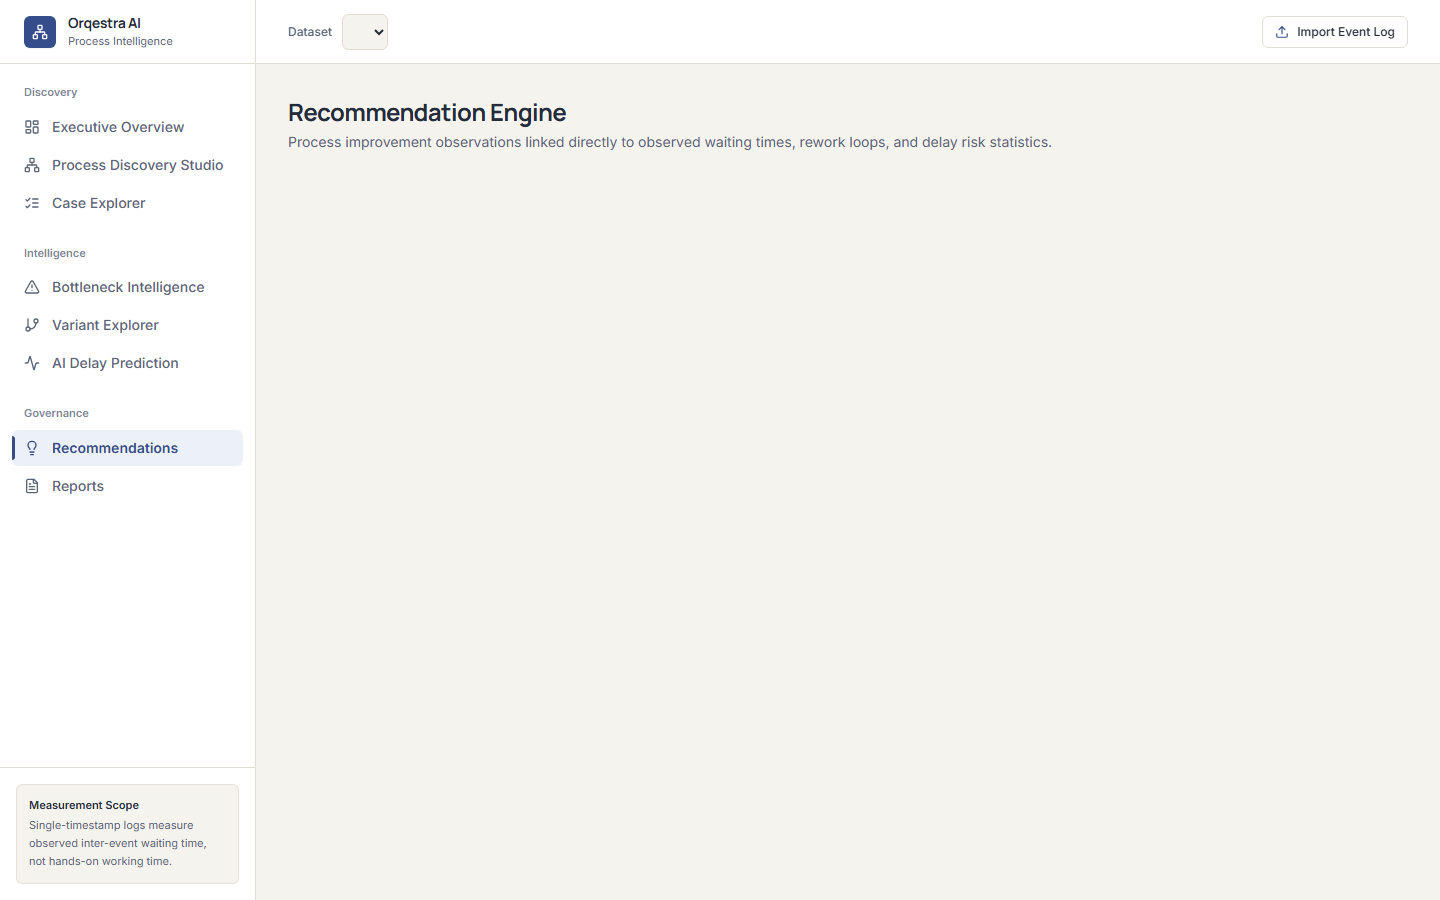 Orqestra AI
Process Intelligence
Dataset
Import Event Log
Discovery
Executive Overview
Process Discovery Studio
Case Explorer
Intelligence
Bottleneck Intelligence
Variant Explorer
AI Delay Prediction
Governance
Recommendations
Reports
Measurement Scope
Single-timestamp logs measure
observed inter-event waiting time,
not hands-on working time.
Recommendation Engine
Process improvement observations linked directly to observed waiting times, rework loops, and delay risk statistics.